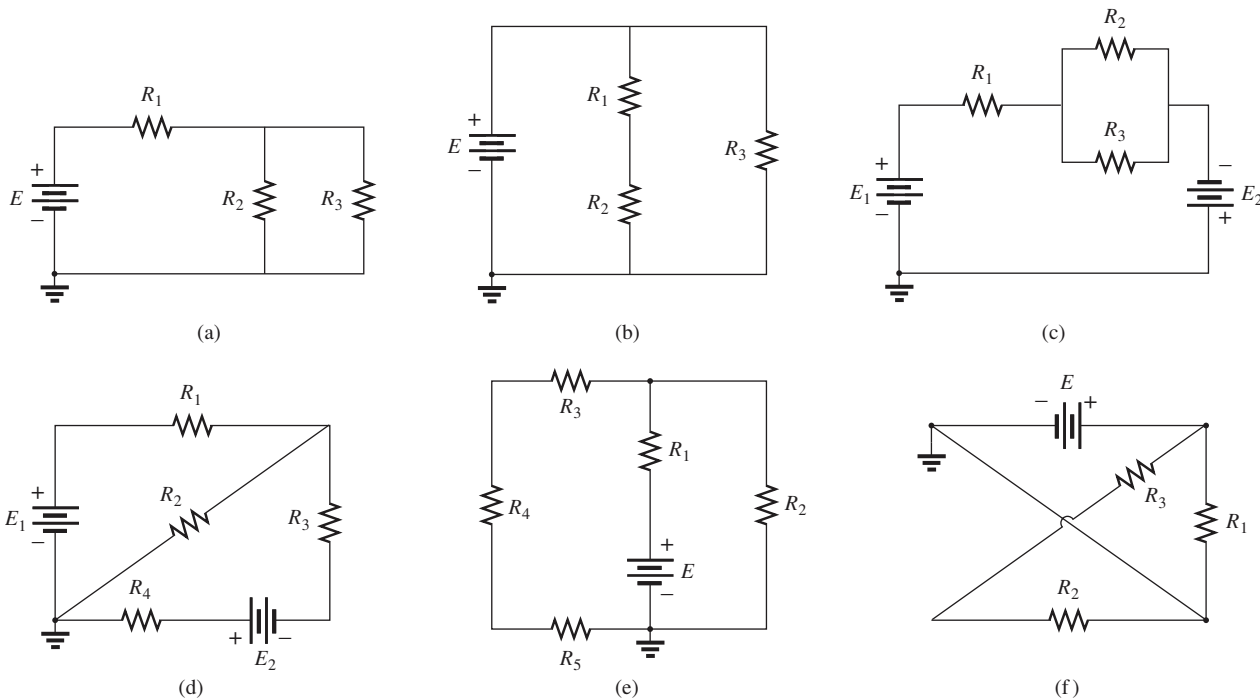 R1
E
+
−
R2
R3
(a)
E
+
−
R1
R2
R3
(b)
R2
R1
R3
E1
+
−
−
+
E2
(c)
R1
E1
+
−
R2
R3
R4
+
−
E2
(d)
R3
R1
R4
R2
+
−
E
R5
(e)
E
−
+
R3
R1
R2
(f)